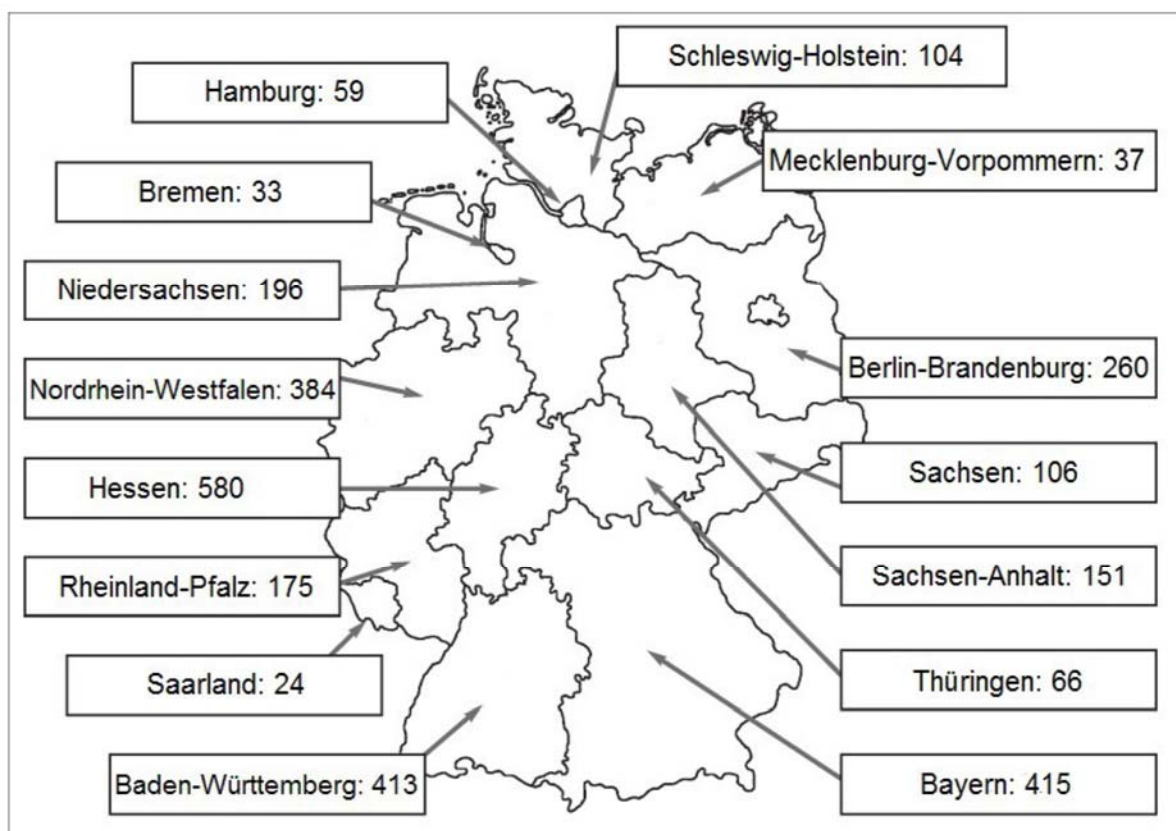 Schleswig-Holstein: 104
Hamburg: 59
Mecklenburg-Vorpommern: 37
Bremen: 33
Niedersachsen: 196
Berlin-Brandenburg: 260
Nordrhein-Westfalen: 384
Sachsen: 106
Hessen: 580
Sachsen-Anhalt: 151
Rheinland-Pfalz: 175
Saarland: 24
Thüringen: 66
Baden-Württemberg: 413
Bayern: 415